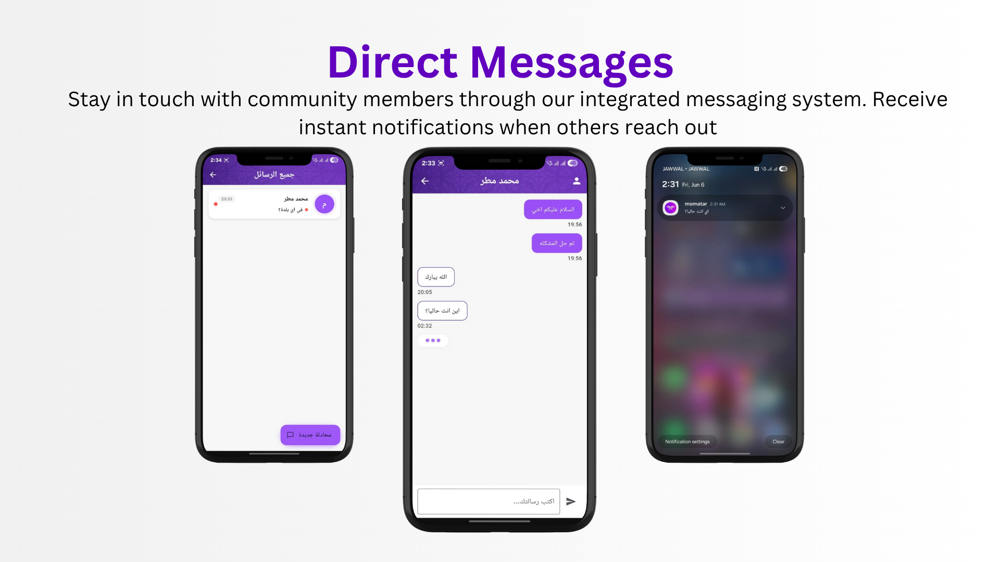 Direct Messages
Stay in touch with community members through our integrated messaging system. Receive
instant notifications when others reach out
2:34
46
جميع الرسائل
محمد مطر
23:33
في اي بلدة؟
م
محادثة جديدة
2:33
46
محمد مطر
السلام عليكم اخي
19:56
تم حل المشكله
19:56
الله يبارك
20:05
اين انت حاليا؟
02:32
اكتب رسالتك...
JAWWAL • JAWWAL
46
2:31 Fri, Jun 6
momatar 2:31 AM
اي انت حاليا؟
Notification settings
Clear